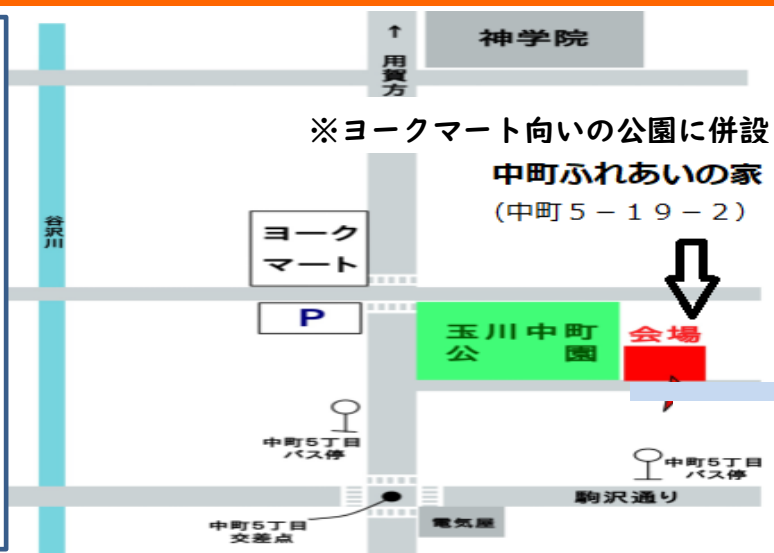 ↑
用賀方
神学院
※ヨークマート向いの公園に併設
中町ふれあいの家
(中町5-19-2)
谷沢川
ヨーク
マート
P
玉川中町
公園
会場
中町5丁目
バス停
中町5丁目
バス停
駒沢通り
中町5丁目
交差点
電気屋